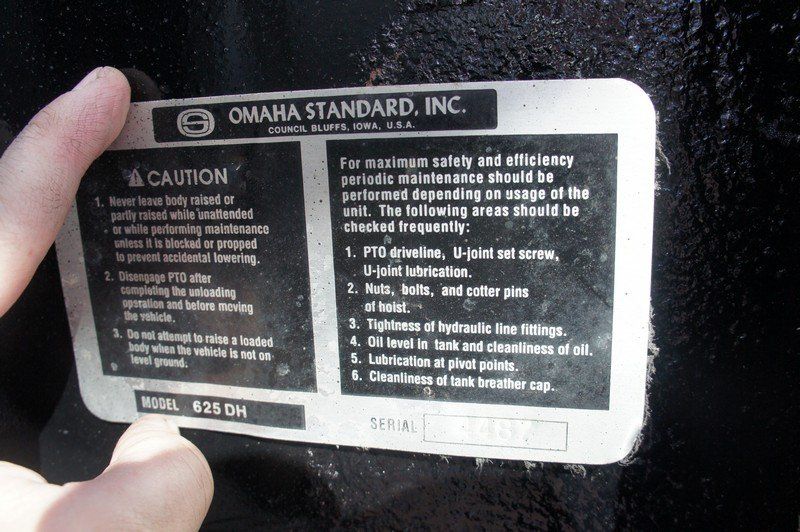 OMAHA STANDARD, INC.
COUNCIL BLUFFS, IOWA, U.S.A.
CAUTION
1. Never leave body raised or
partly raised while unattended
or while performing maintenance
unless it is blocked or propped
to prevent accidental lowering.
2. Disengage PTO after
completing the unloading
operation and before moving
the vehicle.
3. Do not attempt to raise a loaded
body when the vehicle is not on
level ground.
MODEL 625 DH
For maximum safety and efficiency
periodic maintenance should be
performed depending on usage of the
unit. The following areas should be
checked frequently:
1. PTO driveline, U-joint set screw,
U-joint lubrication.
2. Nuts, bolts, and cotter pins
of hoist.
3. Tightness of hydraulic line fittings.
4. Oil level in tank and cleanliness of oil.
5. Lubrication at pivot points.
6. Cleanliness of tank breather cap.
SERIAL